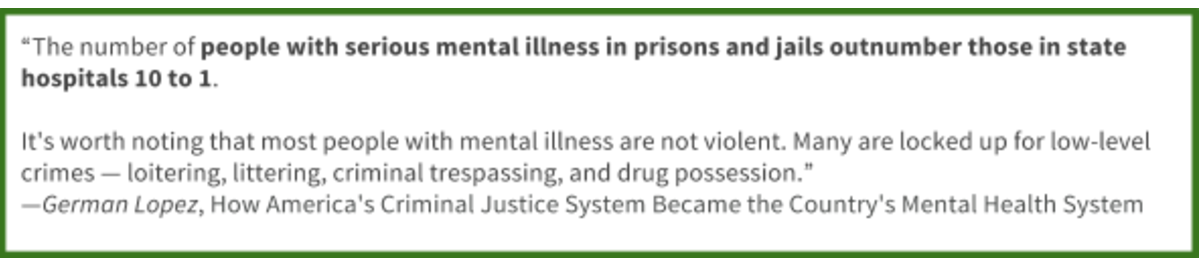 “The number of people with serious mental illness in prisons and jails outnumber those in state
hospitals 10 to 1.
It's worth noting that most people with mental illness are not violent. Many are locked up for low-level
crimes — loitering, littering, criminal trespassing, and drug possession.”
—German Lopez, How America's Criminal Justice System Became the Country's Mental Health System